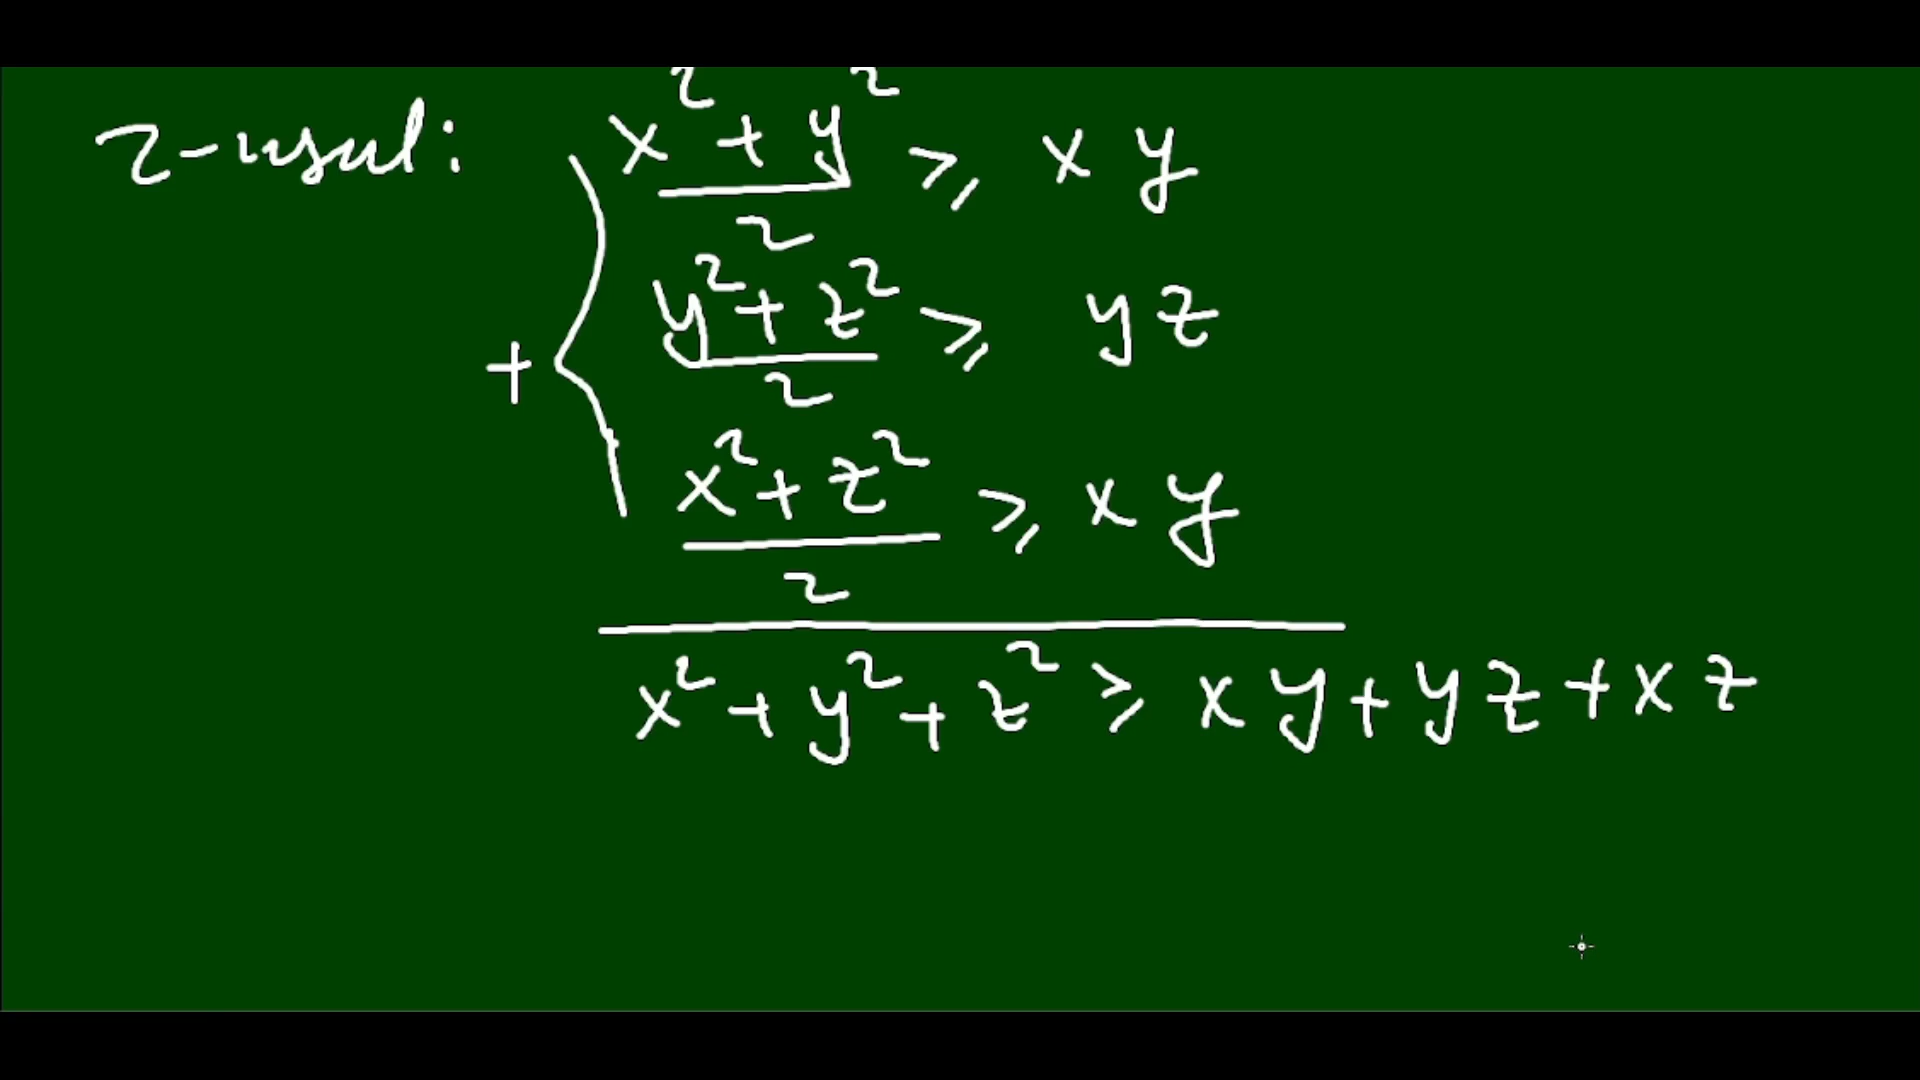 2-usul: x²+y²/2 ⩾ xy
y²+z²/2 ⩾ yz
+
x²+z²/2 ⩾ xy
x²+y²+z² ⩾ xy+yz+xz